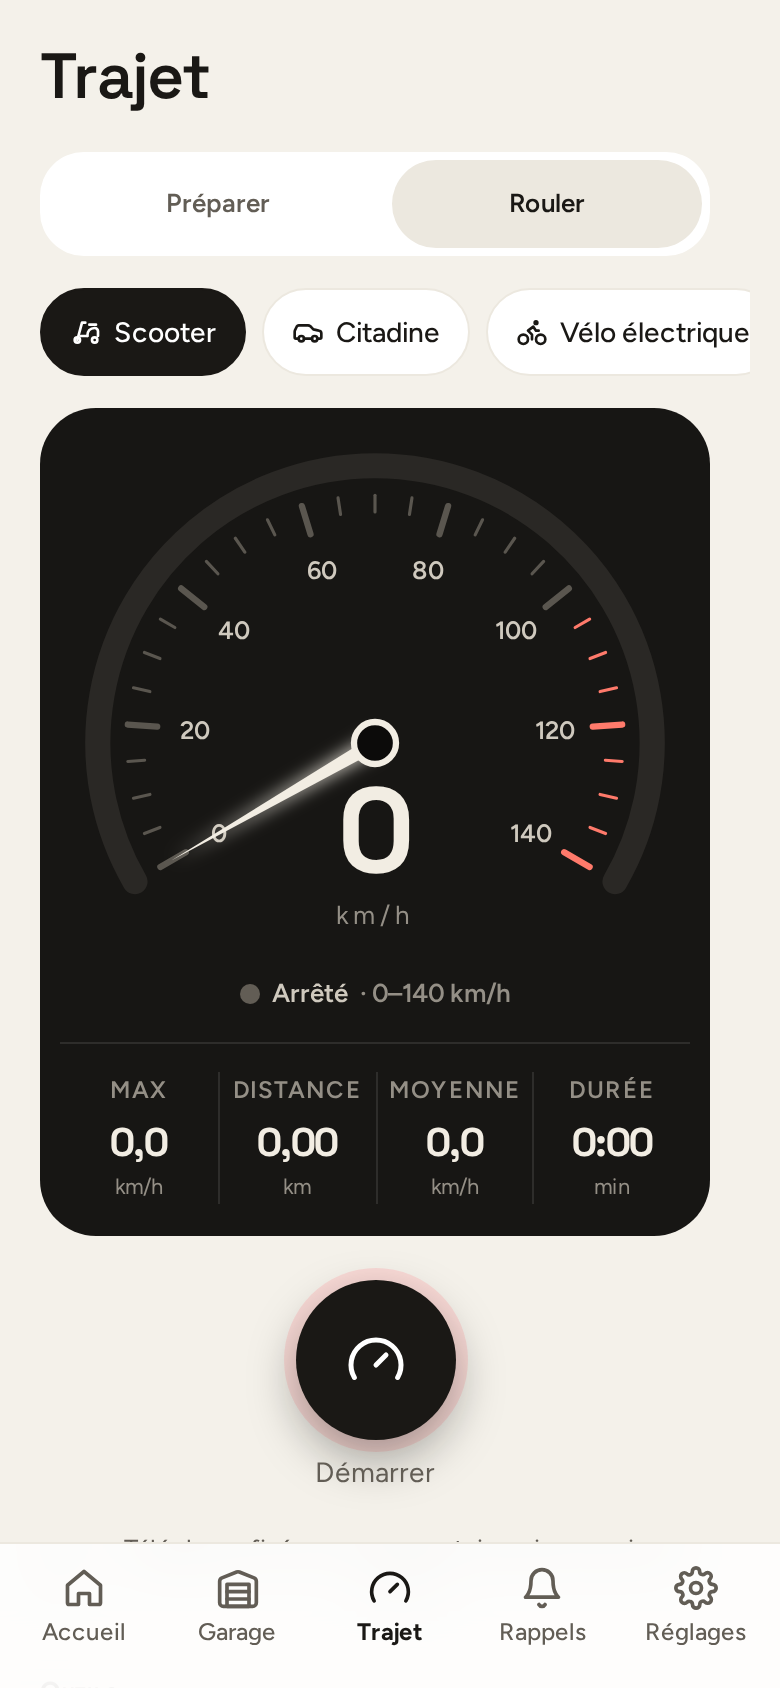 Trajet
Préparer Rouler
Scooter Citadine Vélo électrique
60 80
40 100
20 120
0 140
0
km/h
Arrêté · 0–140 km/h
MAX DISTANCE MOYENNE DURÉE
0,0 0,00 0,0 0:00
km/h km km/h min
Démarrer
Accueil Garage Trajet Rappels Réglages